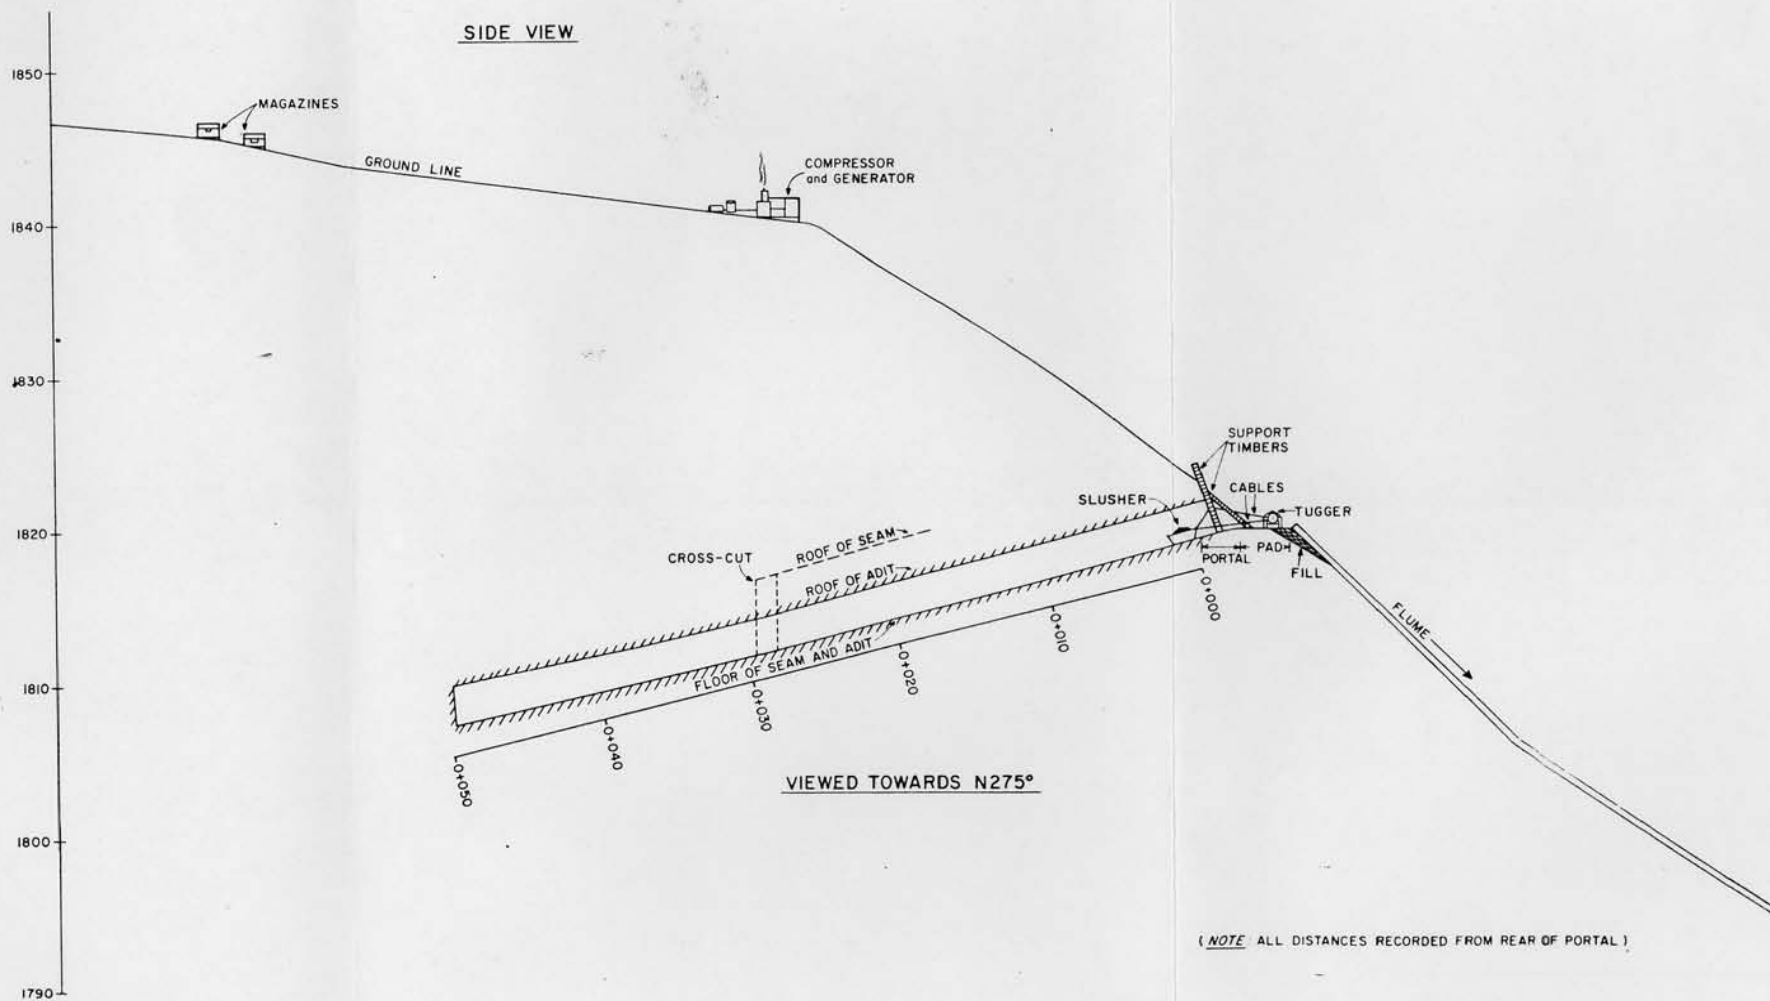 SIDE VIEW
1850
MAGAZINES
GROUND LINE
COMPRESSOR
and GENERATOR
1840
1830
SUPPORT
TIMBERS
CABLES
SLUSHER
TUGGER
1820
ROOF OF SEAM
CROSS-CUT
PORTAL
PAD
FILL
ROOF OF ADIT
0+000
FLUME
0+010
FLOOR OF SEAM AND ADIT
0+020
1810
0+030
0+040
0+050
VIEWED TOWARDS N275°
1800
(NOTE ALL DISTANCES RECORDED FROM REAR OF PORTAL)
1790